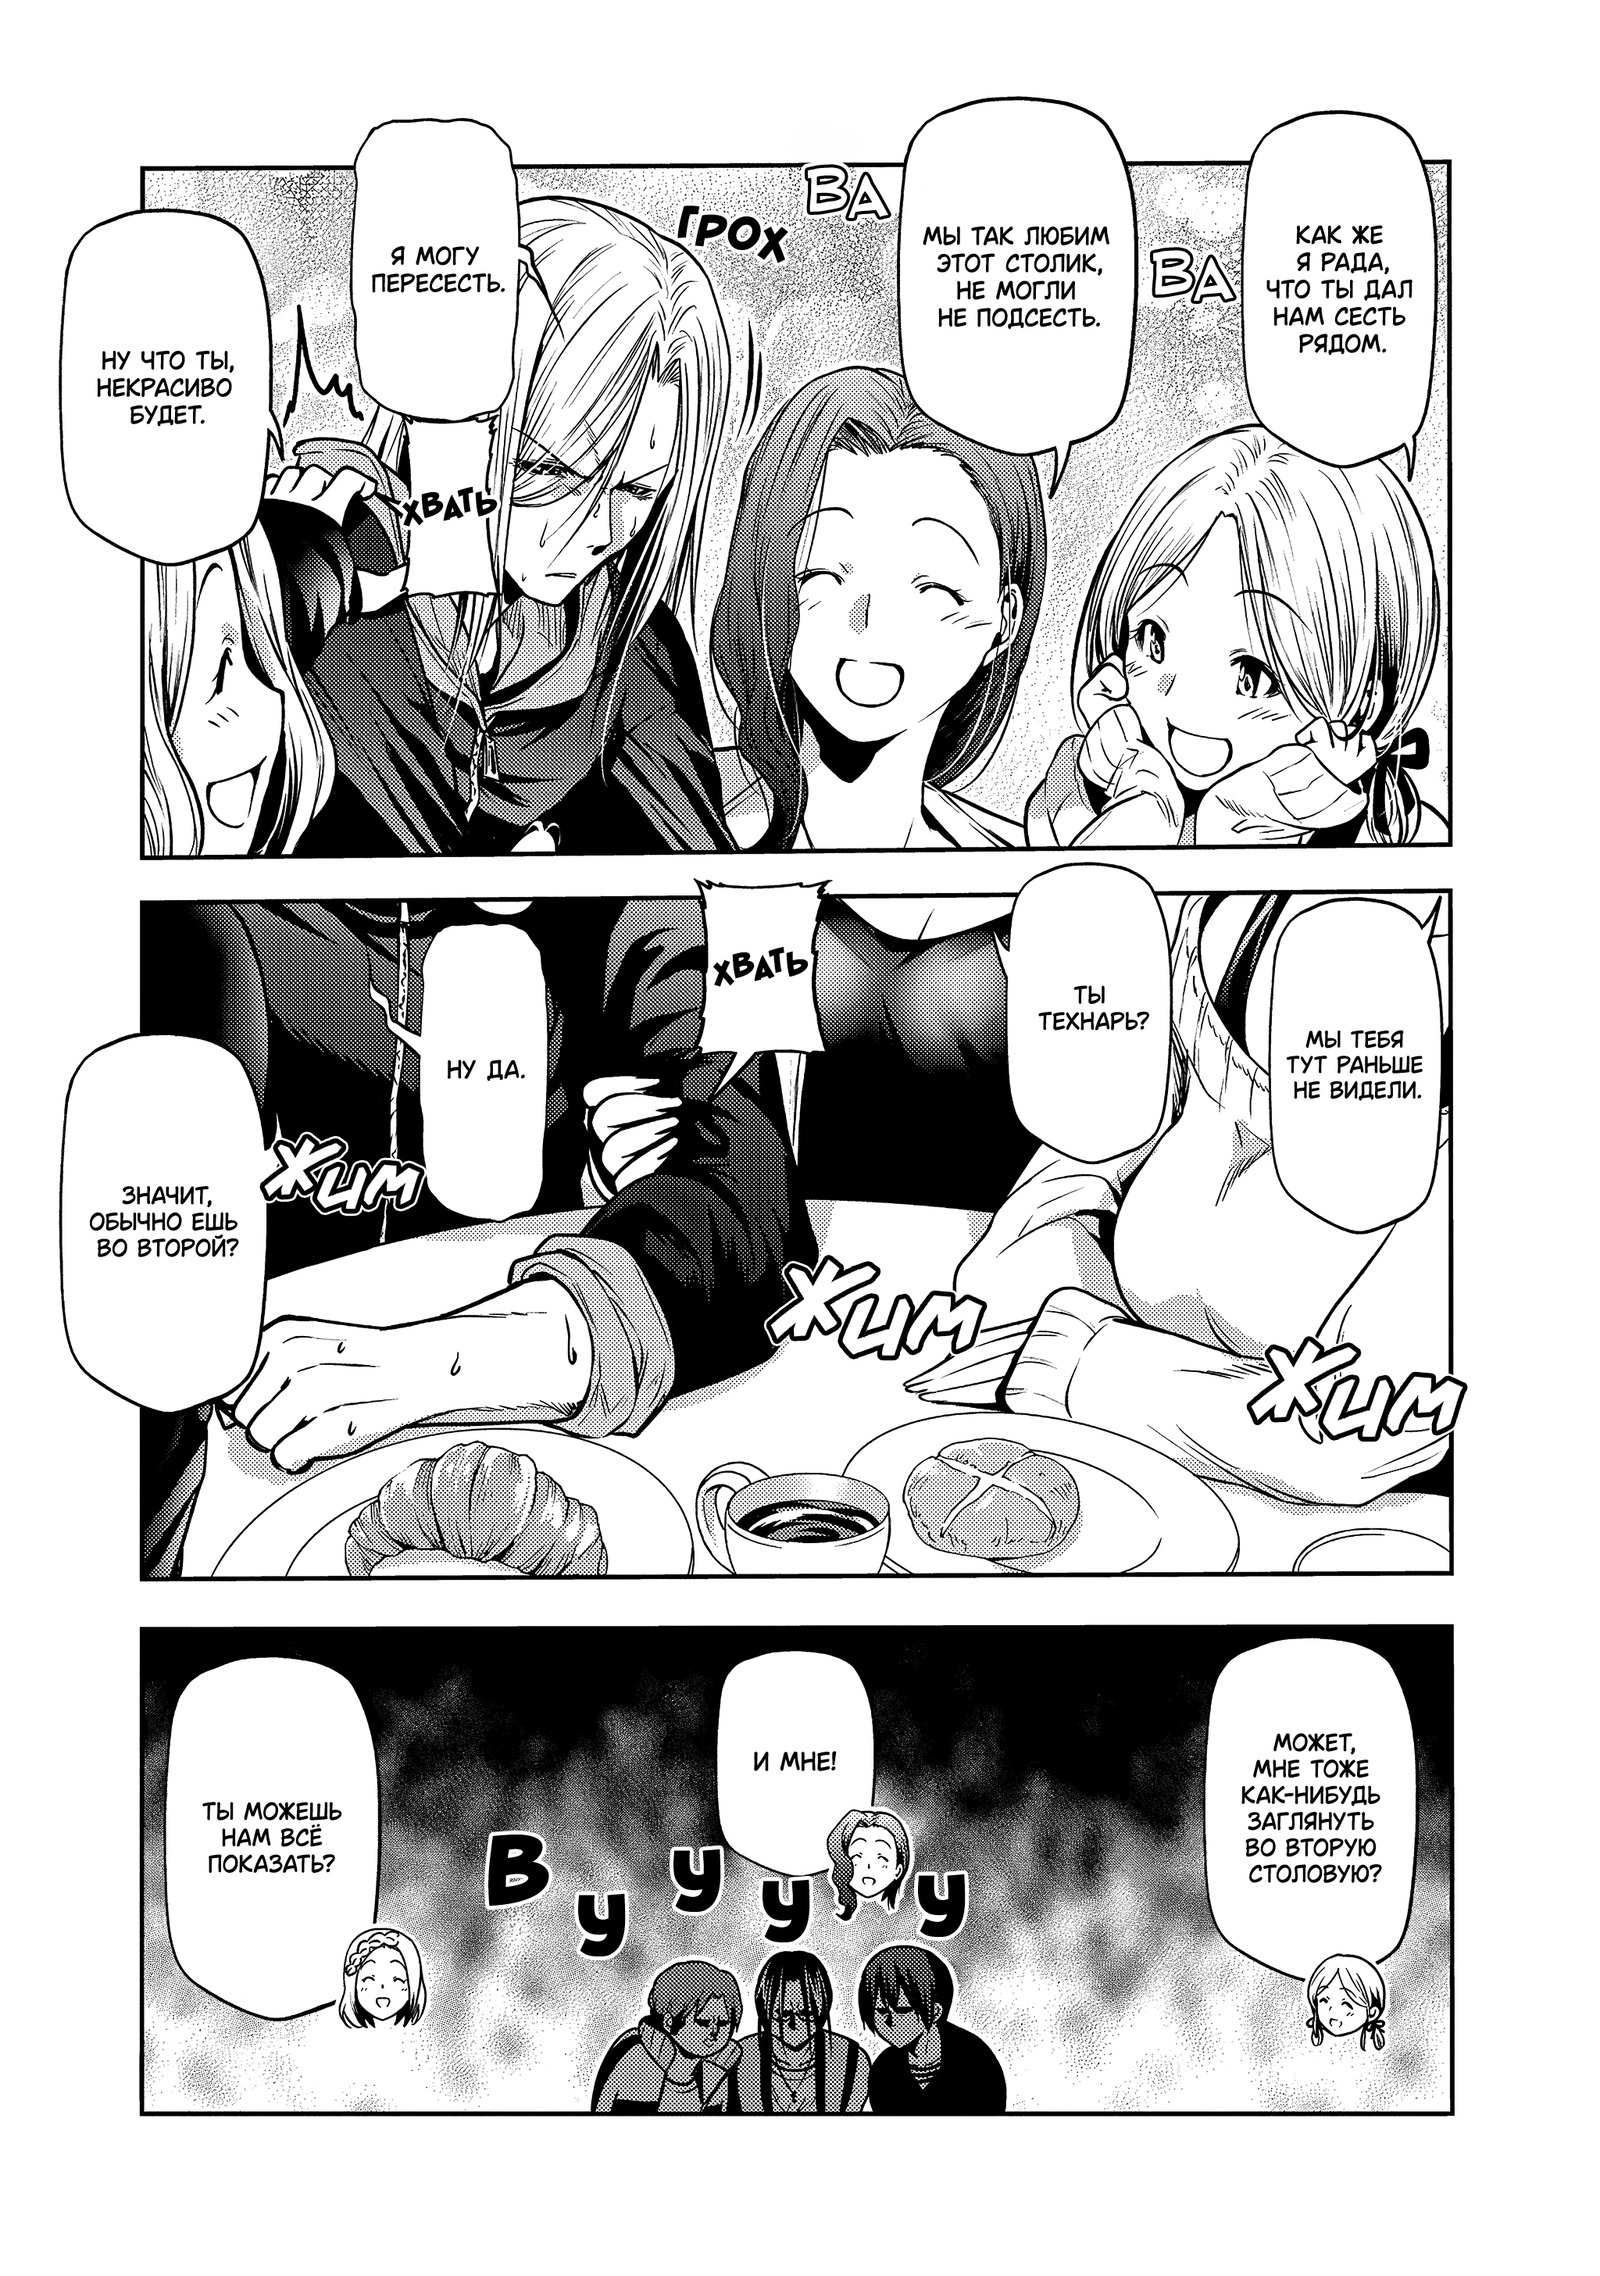 КАК ЖЕ
Я РАДА,
ЧТО ТЫ ДАЛ
НАМ СЕСТЬ
РЯДОМ.
ВА
МЫ ТАК ЛЮБИМ
ЭТОТ СТОЛИК,
НЕ МОГЛИ
НЕ ПОДСЕСТЬ.
ВА
ГРОХ
Я МОГУ
ПЕРЕСЕСТЬ.
ХВАТЬ
НУ ЧТО ТЫ,
НЕКРАСИВО
БУДЕТ.
МЫ ТЕБЯ
ТУТ РАНЬШЕ
НЕ ВИДЕЛИ.
ТЫ
ТЕХНАРЬ?
ХВАТЬ
НУ ДА.
ЗНАЧИТ,
ОБЫЧНО ЕШЬ
ВО ВТОРОЙ?
ЖИМ
ЖИМ
ЖИМ
МОЖЕТ,
МНЕ ТОЖЕ
КАК-НИБУДЬ
ЗАГЛЯНУТЬ
ВО ВТОРУЮ
СТОЛОВУЮ?
И МНЕ!
ТЫ МОЖЕШЬ
НАМ ВСЁ
ПОКАЗАТЬ?
ВУУУУ